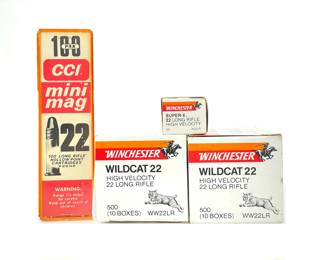 100
CCI
mini
mag
22
100 LONG RIFLE
HOLLOW POINT
CARTRIDGES
WARNING:
WINCHESTER
SUPER-X
22 LONG RIFLE
HIGH VELOCITY
WINCHESTER
WILDCAT 22
HIGH VELOCITY
22 LONG RIFLE
500
(10 BOXES) WW22LR
WINCHESTER
WILDCAT 22
HIGH VELOCITY
22 LONG RIFLE
500
(10 BOXES) WW22LR